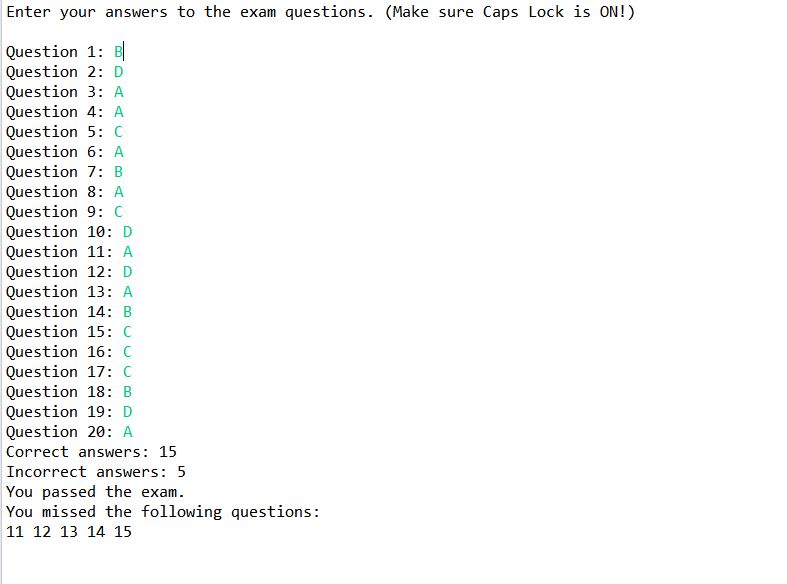 Enter your answers to the exam questions. (Make sure Caps Lock is ON!)
Question 1: B
Question 2: D
Question 3: A
Question 4: A
Question 5: C
Question 6: A
Question 7: B
Question 8: A
Question 9: C
Question 10: D
Question 11: A
Question 12: D
Question 13: A
Question 14: B
Question 15: C
Question 16: C
Question 17: C
Question 18: B
Question 19: D
Question 20: A
Correct answers: 15
Incorrect answers: 5
You passed the exam.
You missed the following questions:
11 12 13 14 15